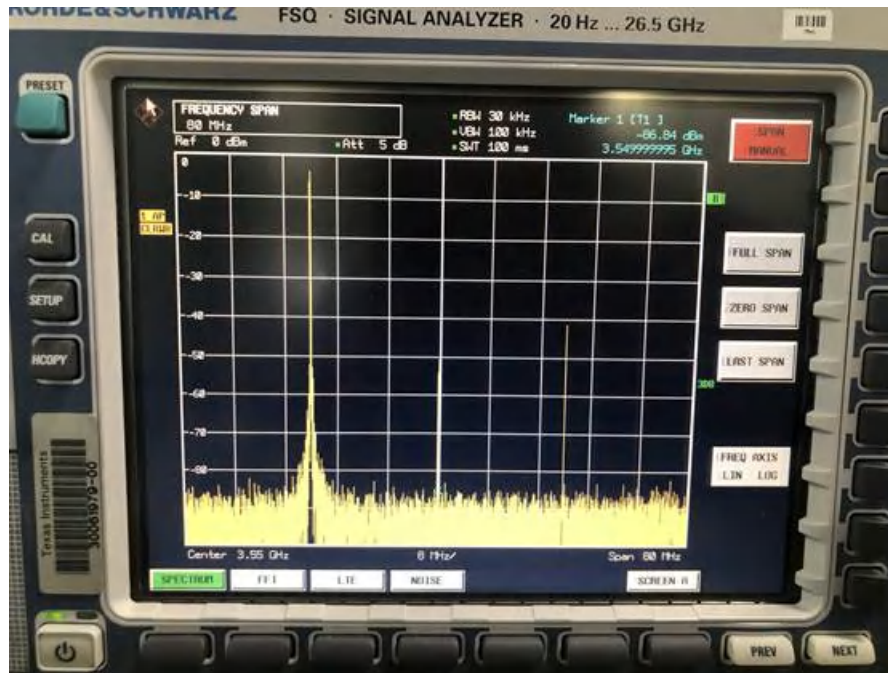 ROHDE&SCHWARZ FSQ · SIGNAL ANALYZER · 20 Hz ... 26.5 GHz
PRESET
CAL
SETUP
HCOPY
Texas Instruments
30061979-00
FREQUENCY SPAN
80 MHz
Ref 0 dBm
Att 5 dB
RBW 30 kHz
VBW 100 kHz
SWT 100 ms
Marker 1 [T1 ]
-86.84 dBm
3.549999995 GHz
0
-10
-20
-30
-40
-50
-60
-70
-80
1 AP
CLRWR
3DB
Center 3.55 GHz
8 MHz/
Span 80 MHz
SPAN
MANUAL
FULL SPAN
ZERO SPAN
LAST SPAN
FREQ AXIS
LIN LOG
SPECTRUM
FFT
LTE
NOISE
SCREEN A
PREV
NEXT